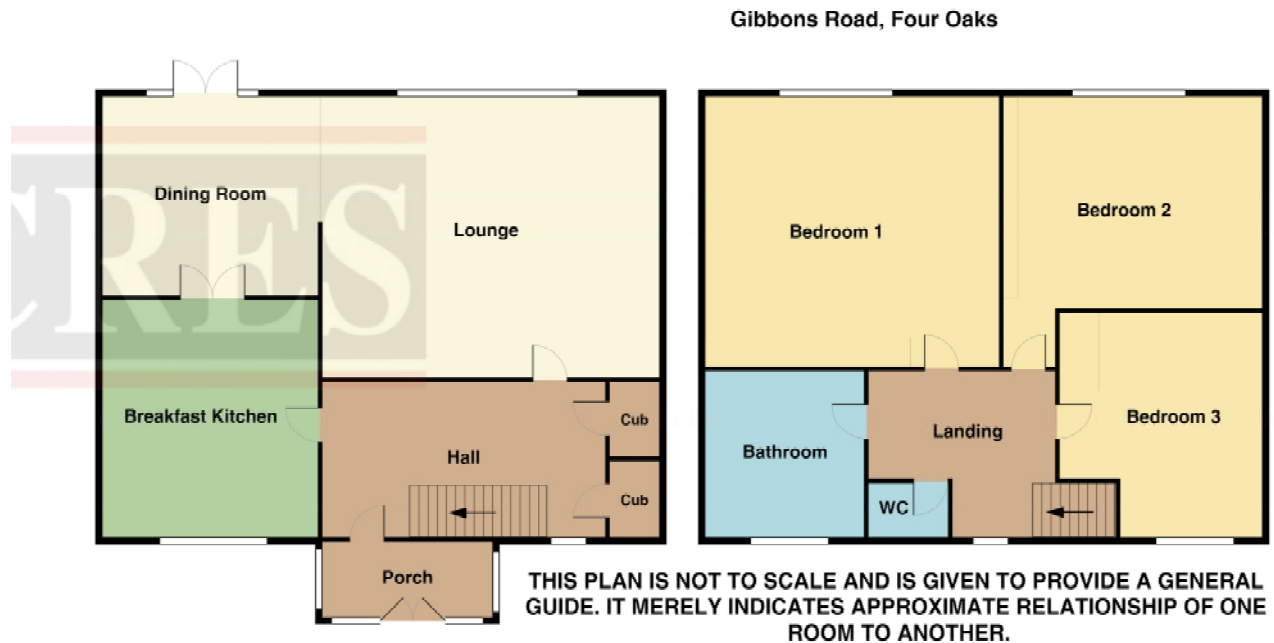 Gibbons Road, Four Oaks
CRES
Dining Room
Lounge
Breakfast Kitchen
Hall
Cub
Cub
Porch
Bedroom 1
Bedroom 2
Bedroom 3
Bathroom
Landing
WC
THIS PLAN IS NOT TO SCALE AND IS GIVEN TO PROVIDE A GENERAL
GUIDE. IT MERELY INDICATES APPROXIMATE RELATIONSHIP OF ONE
ROOM TO ANOTHER.